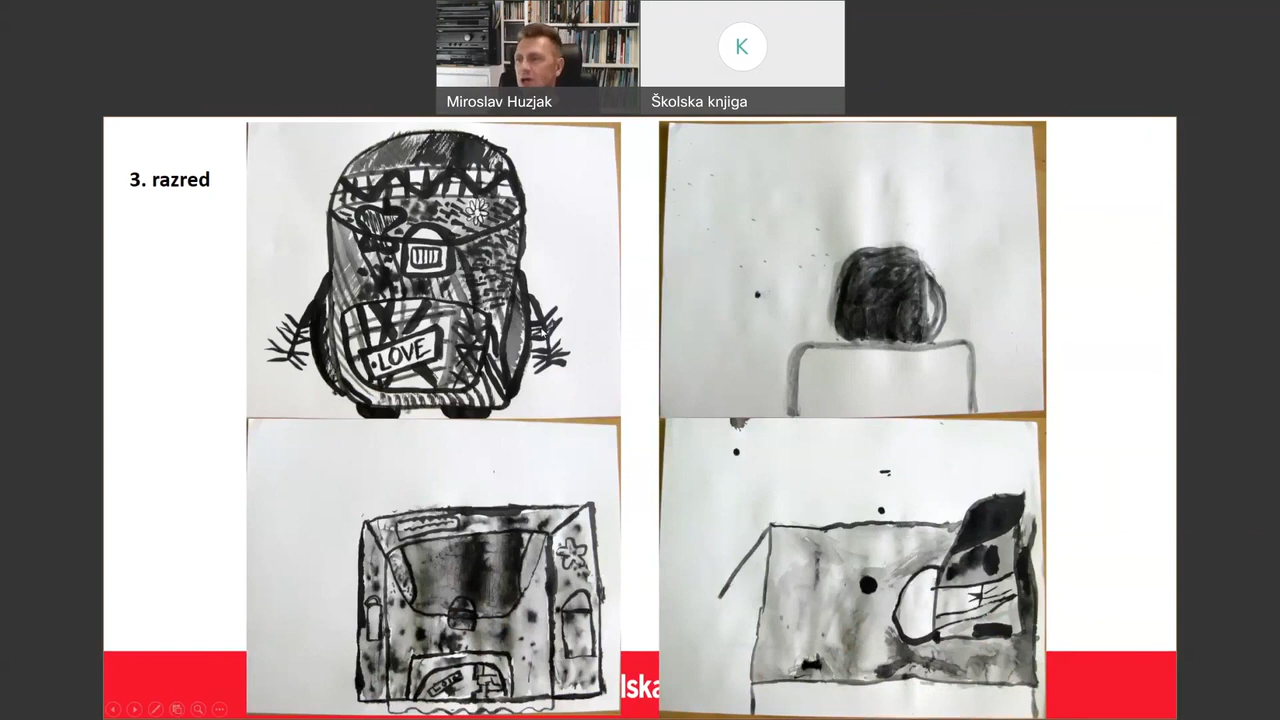 Miroslav Huzjak
K
Školska knjiga
3. razred
LOVE
lska